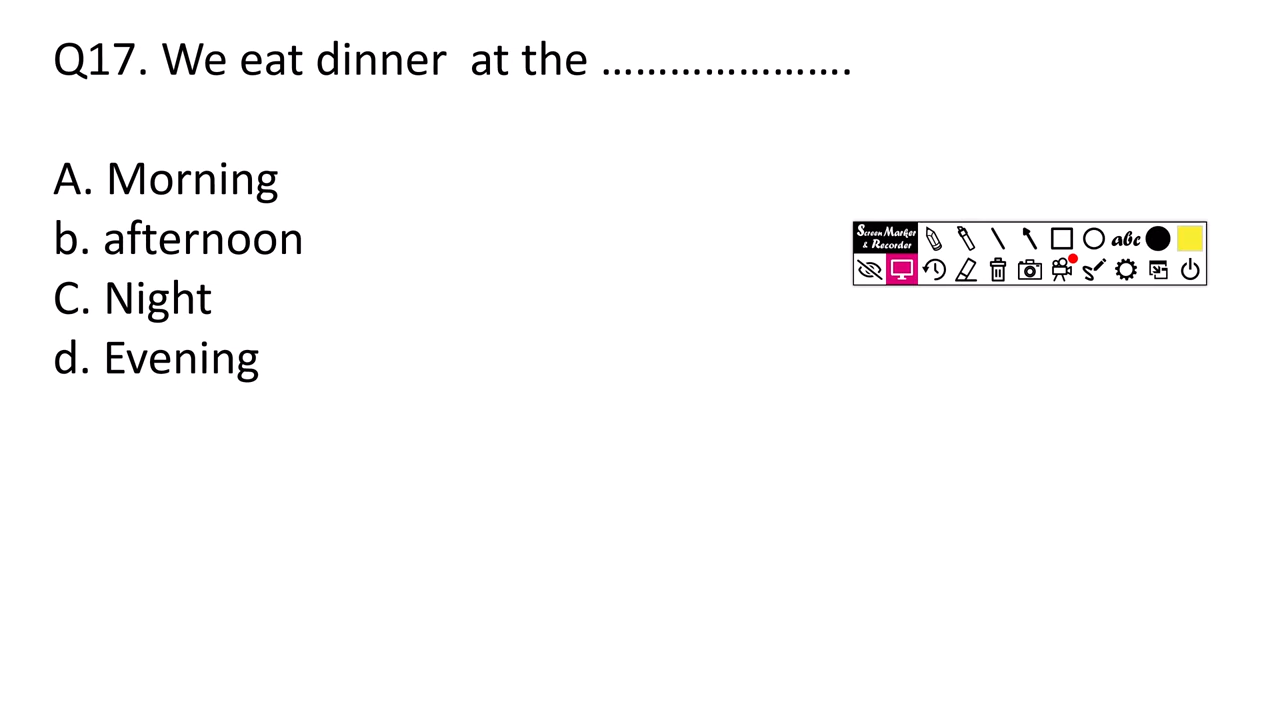 Q17. We eat dinner  at the ………………….
A. Morning
b. afternoon
C. Night
d. Evening
Screen Marker
& Recorder
abc